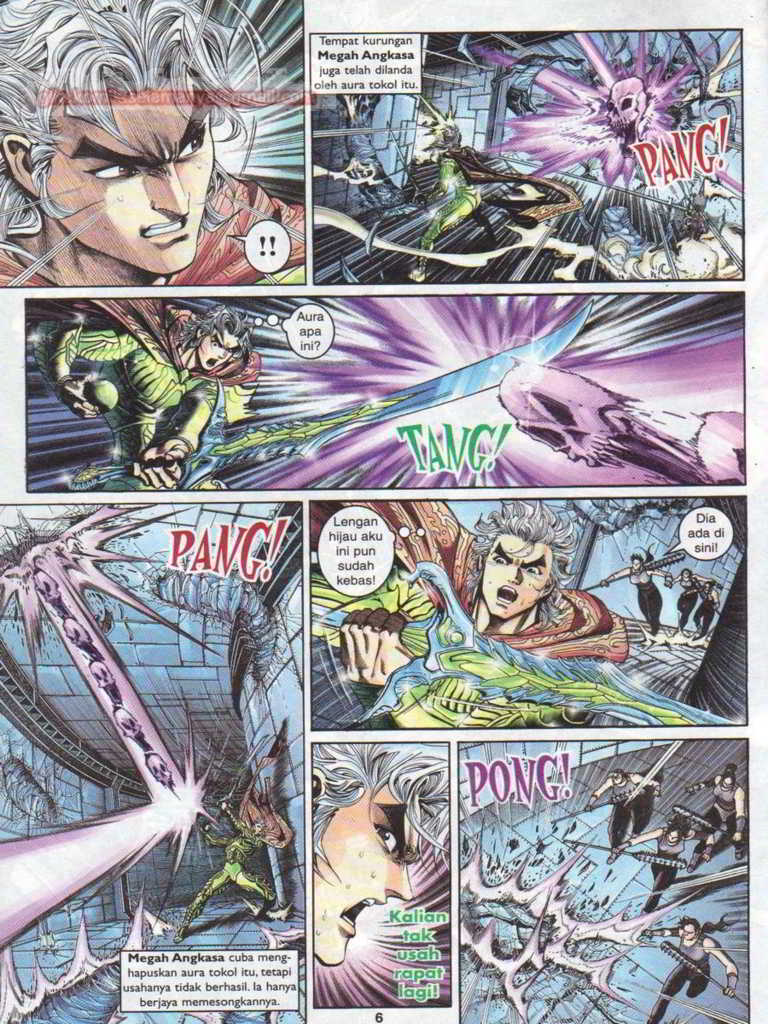 !!
Tempat kurungan
Megah Angkasa
juga telah dilanda
oleh aura tokol itu.
PANG!
Aura
apa
ini?
TANG!
PANG!
Lengan
hijau aku
ini pun
sudah
kebas!
Dia
ada di
sini!
Megah Angkasa cuba meng-
hapuskan aura tokol itu, tetapi
usahanya tidak berhasil. Ia hanya
berjaya memesongkannya.
Kalian
tak
usah
rapat
lagi!
PONG!
6